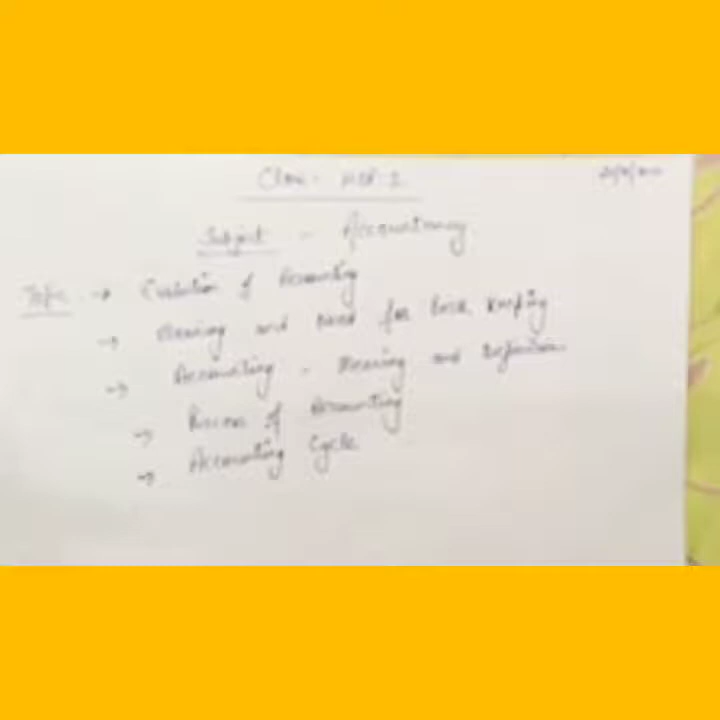 Class -
Subject - Accountancy
Topic → Evolution of Accounting
→ Meaning and Need for Book Keeping
→ Accounting - Meaning and Definition
→ Process of Accounting
→ Accounting Cycle